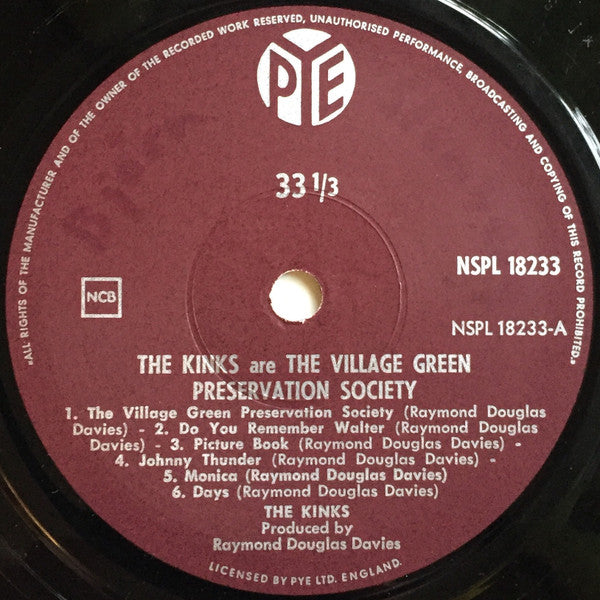 "ALL RIGHTS OF THE MANUFACTURER AND OF THE OWNER OF THE RECORDED WORK RESERVED, UNAUTHORISED PERFORMANCE, BROADCASTING AND COPYING OF THIS RECORD PROHIBITED."
PYE
33 1/3
NSPL 18233
NCB
NSPL 18233-A
THE KINKS are THE VILLAGE GREEN
PRESERVATION SOCIETY
1. The Village Green Preservation Society (Raymond Douglas
Davies) - 2. Do You Remember Walter (Raymond Douglas
Davies) - 3. Picture Book (Raymond Douglas Davies) -
4. Johnny Thunder (Raymond Douglas Davies) -
5. Monica (Raymond Douglas Davies)
6. Days (Raymond Douglas Davies)
THE KINKS
Produced by
Raymond Douglas Davies
LICENSED BY PYE LTD. ENGLAND.